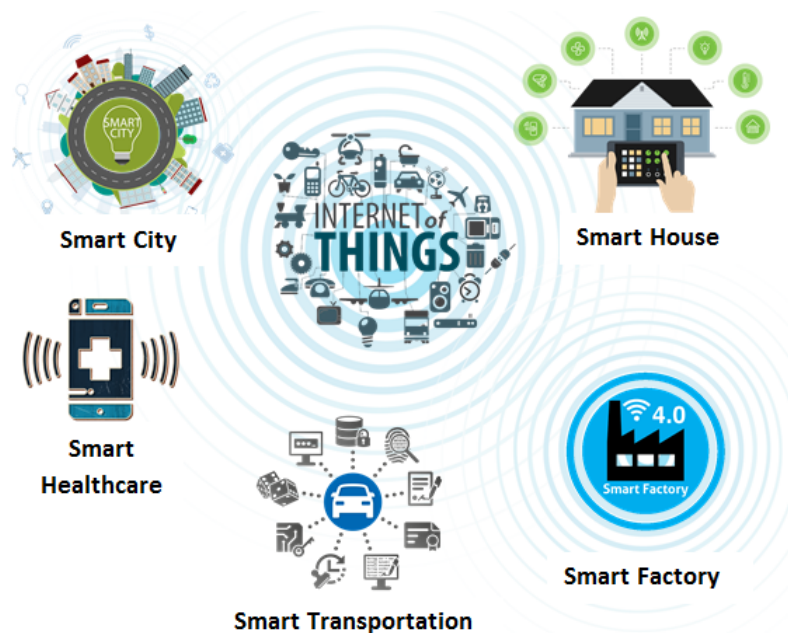 SMART
CITY
Smart City
INTERNET of
THINGS
Smart House
Smart
Healthcare
4.0
Smart Factory
Smart Factory
Smart Transportation